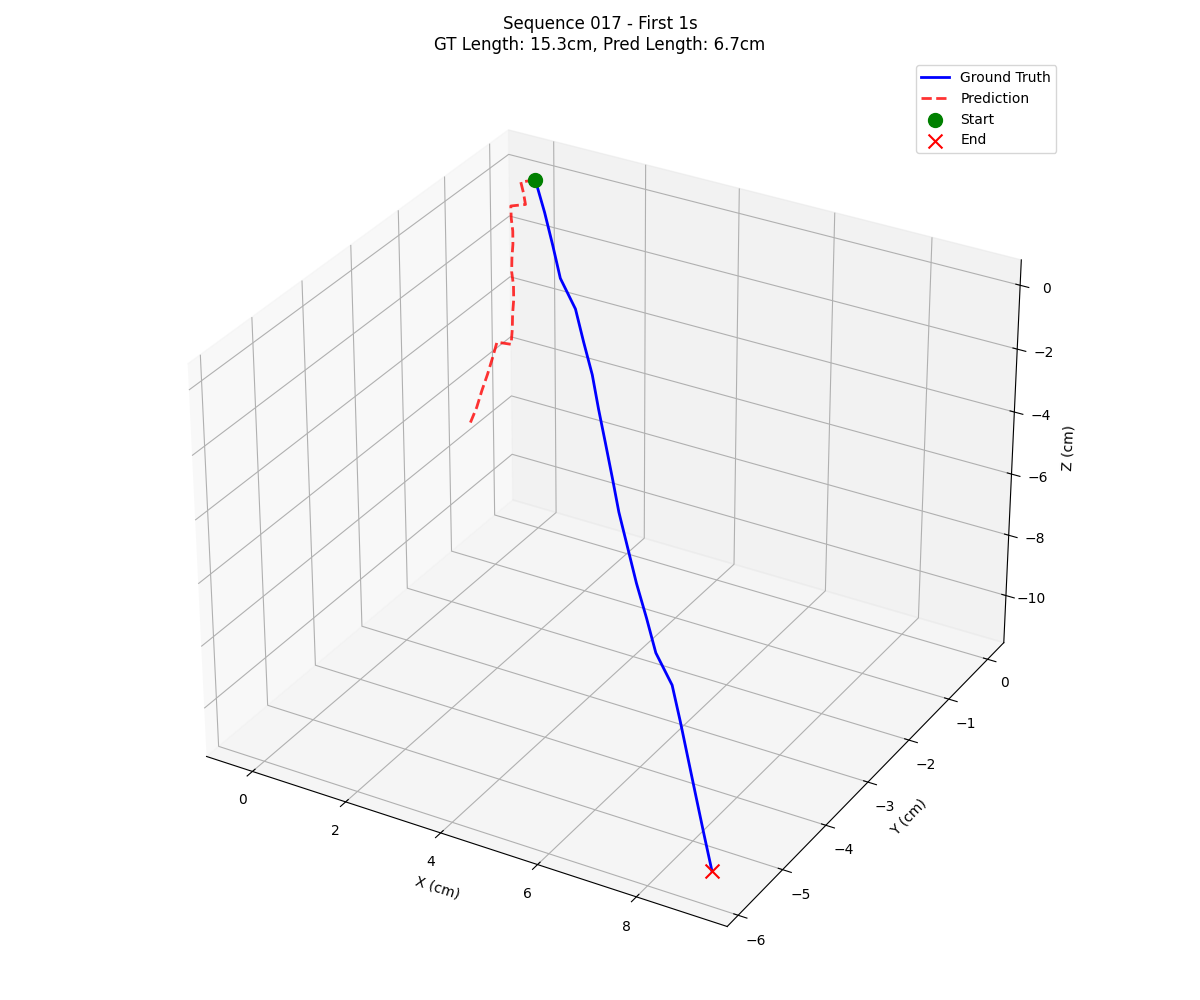 Sequence 017 - First 1s
GT Length: 15.3cm, Pred Length: 6.7cm
Ground Truth
Prediction
Start
End
0
−2
−4
−6
−8
−10
Z (cm)
0
−1
−2
−3
−4
−5
−6
Y (cm)
0
2
4
6
8
X (cm)